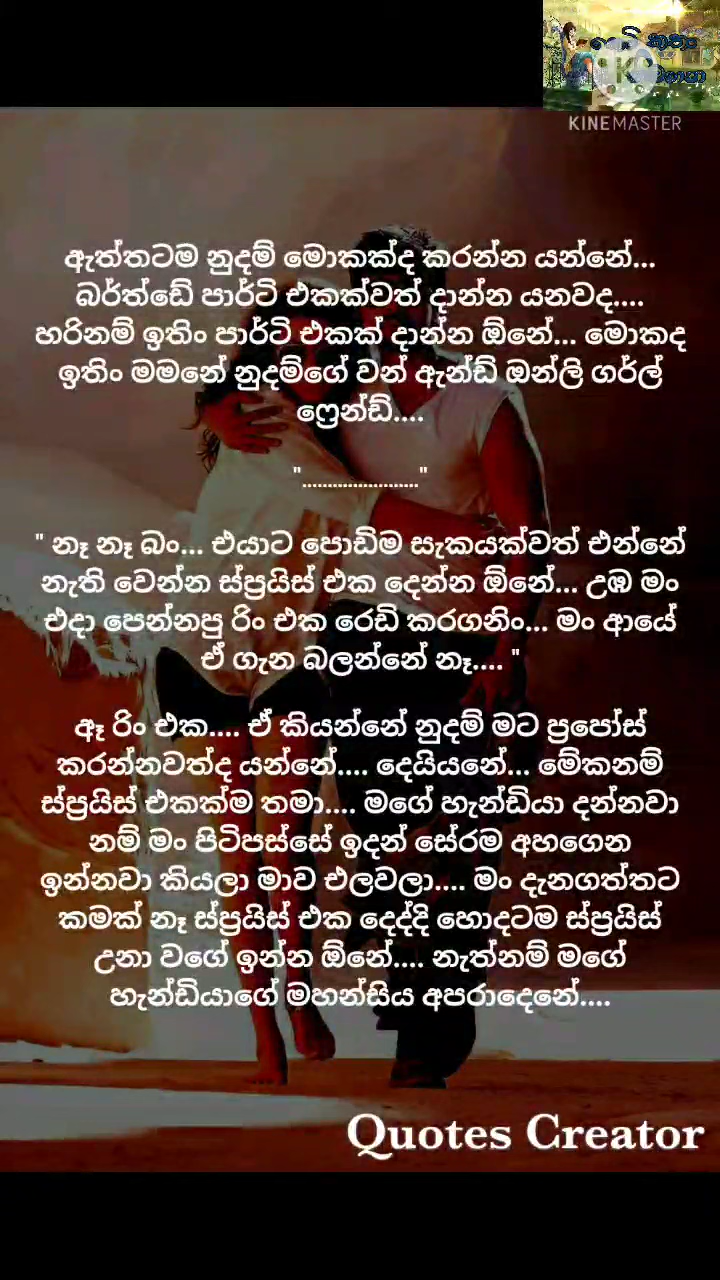 කතා
KINEMASTER
ඇත්තටම නුදම් මොකක්ද කරන්න යන්නේ...
බර්ත්ඩේ පාර්ටි එකක්වත් දාන්න යනවද....
හරිනම් ඉතිං පාර්ටි එකක් දාන්න ඕනේ... මොකද
ඉතිං මමනේ නුදම්ගේ වන් ඇන්ඩ් ඔන්ලි ගර්ල්
ෆ්‍රෙන්ඩ්....
"......................."
" නෑ නෑ බං... එයාට පොඩිම සැකයක්වත් එන්නේ
නැති වෙන්න ස්ප්‍රයිස් එක දෙන්න ඕනේ... උඹ මං
එදා පෙන්නපු රිං එක රෙඩි කරගනිං... මං ආයේ
ඒ ගැන බලන්නේ නෑ.... "
ඈ රිං එක.... ඒ කියන්නේ නුදම් මට ප්‍රපෝස්
කරන්නවත්ද යන්නේ.... දෙයියනේ... මේකනම්
ස්ප්‍රයිස් එකක්ම තමා.... මගේ හැන්ඩියා දන්නවා
නම් මං පිටිපස්සේ ඉදන් සේරම අහගෙන
ඉන්නවා කියලා මාව එලවලා.... මං දැනගත්තට
කමක් නෑ ස්ප්‍රයිස් එක දෙද්දි හොදටම ස්ප්‍රයිස්
උනා වගේ ඉන්න ඕනේ.... නැත්නම් මගේ
හැන්ඩියාගේ මහන්සිය අපරාදෙනේ....
Quotes Creator